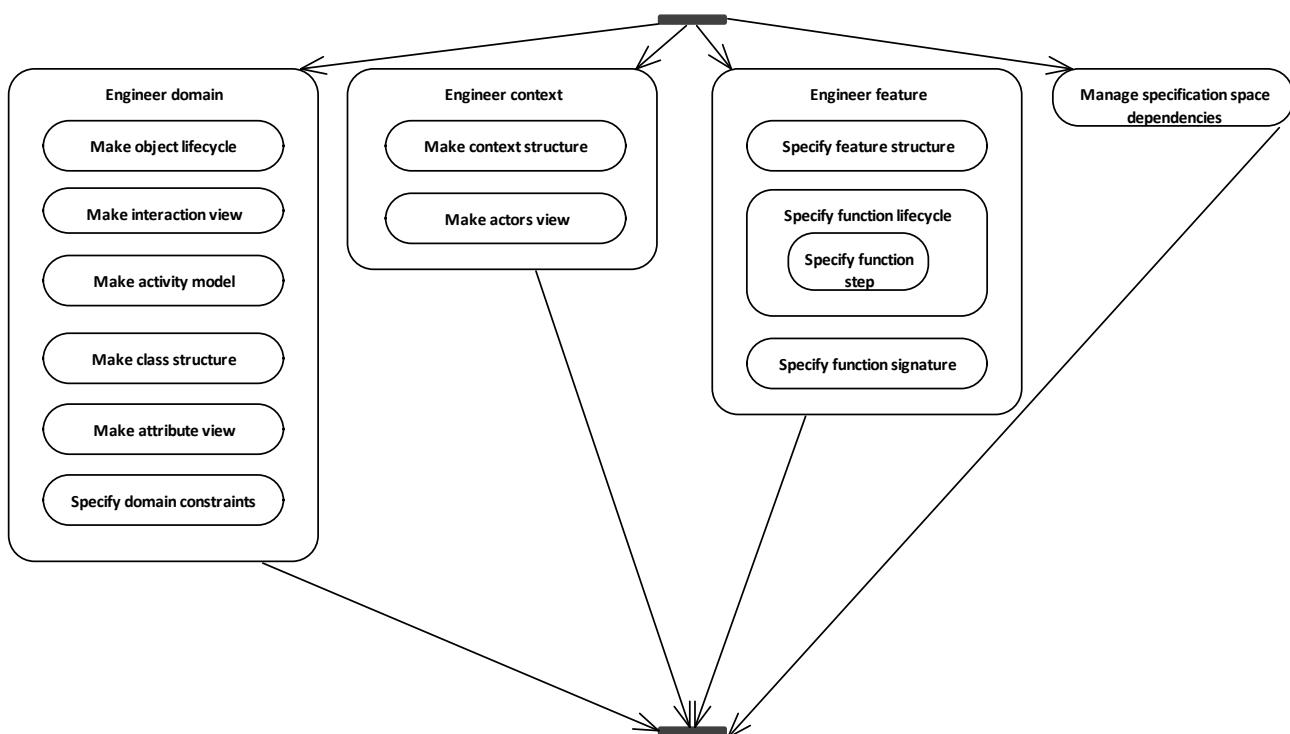 Engineer domain
Make object lifecycle
Make interaction view
Make activity model
Make class structure
Make attribute view
Specify domain constraints
Engineer context
Make context structure
Make actors view
Engineer feature
Specify feature structure
Specify function lifecycle
Specify function
step
Specify function signature
Manage specification space
dependencies